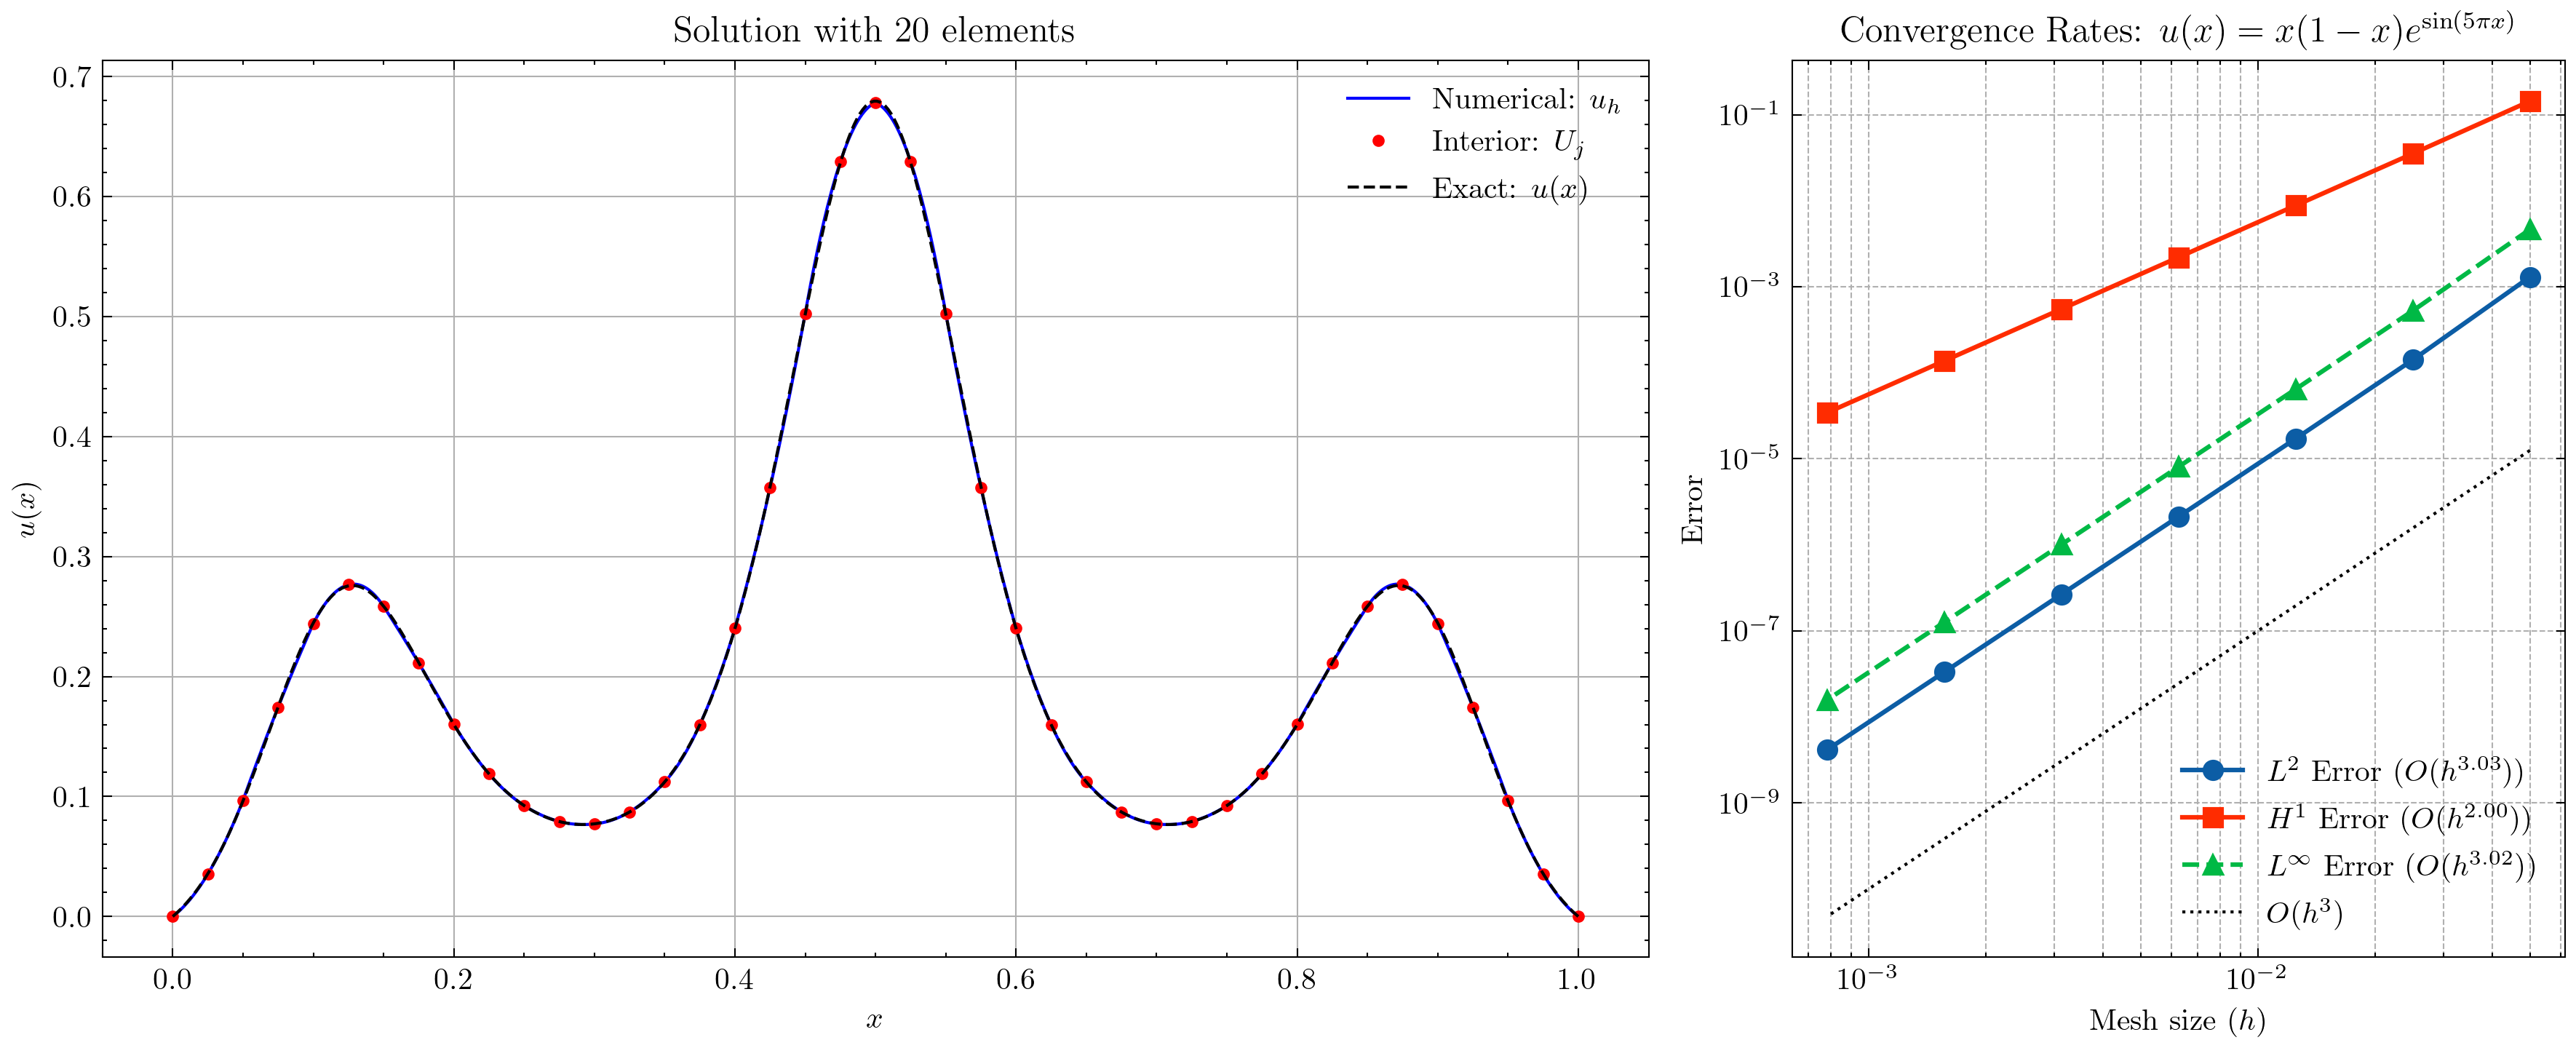 Solution with 20 elements
0.7
0.6
0.5
0.4
0.3
0.2
0.1
0.0
u(x)
0.0 0.2 0.4 0.6 0.8 1.0
x
Numerical: u_h
Interior: U_j
Exact: u(x)
Convergence Rates: u(x) = x(1 − x)e^{sin(5πx)}
10^{−1}
10^{−3}
10^{−5}
10^{−7}
10^{−9}
Error
L^2 Error (O(h^{3.03}))
H^1 Error (O(h^{2.00}))
L^∞ Error (O(h^{3.02}))
O(h^3)
10^{−3} 10^{−2}
Mesh size (h)